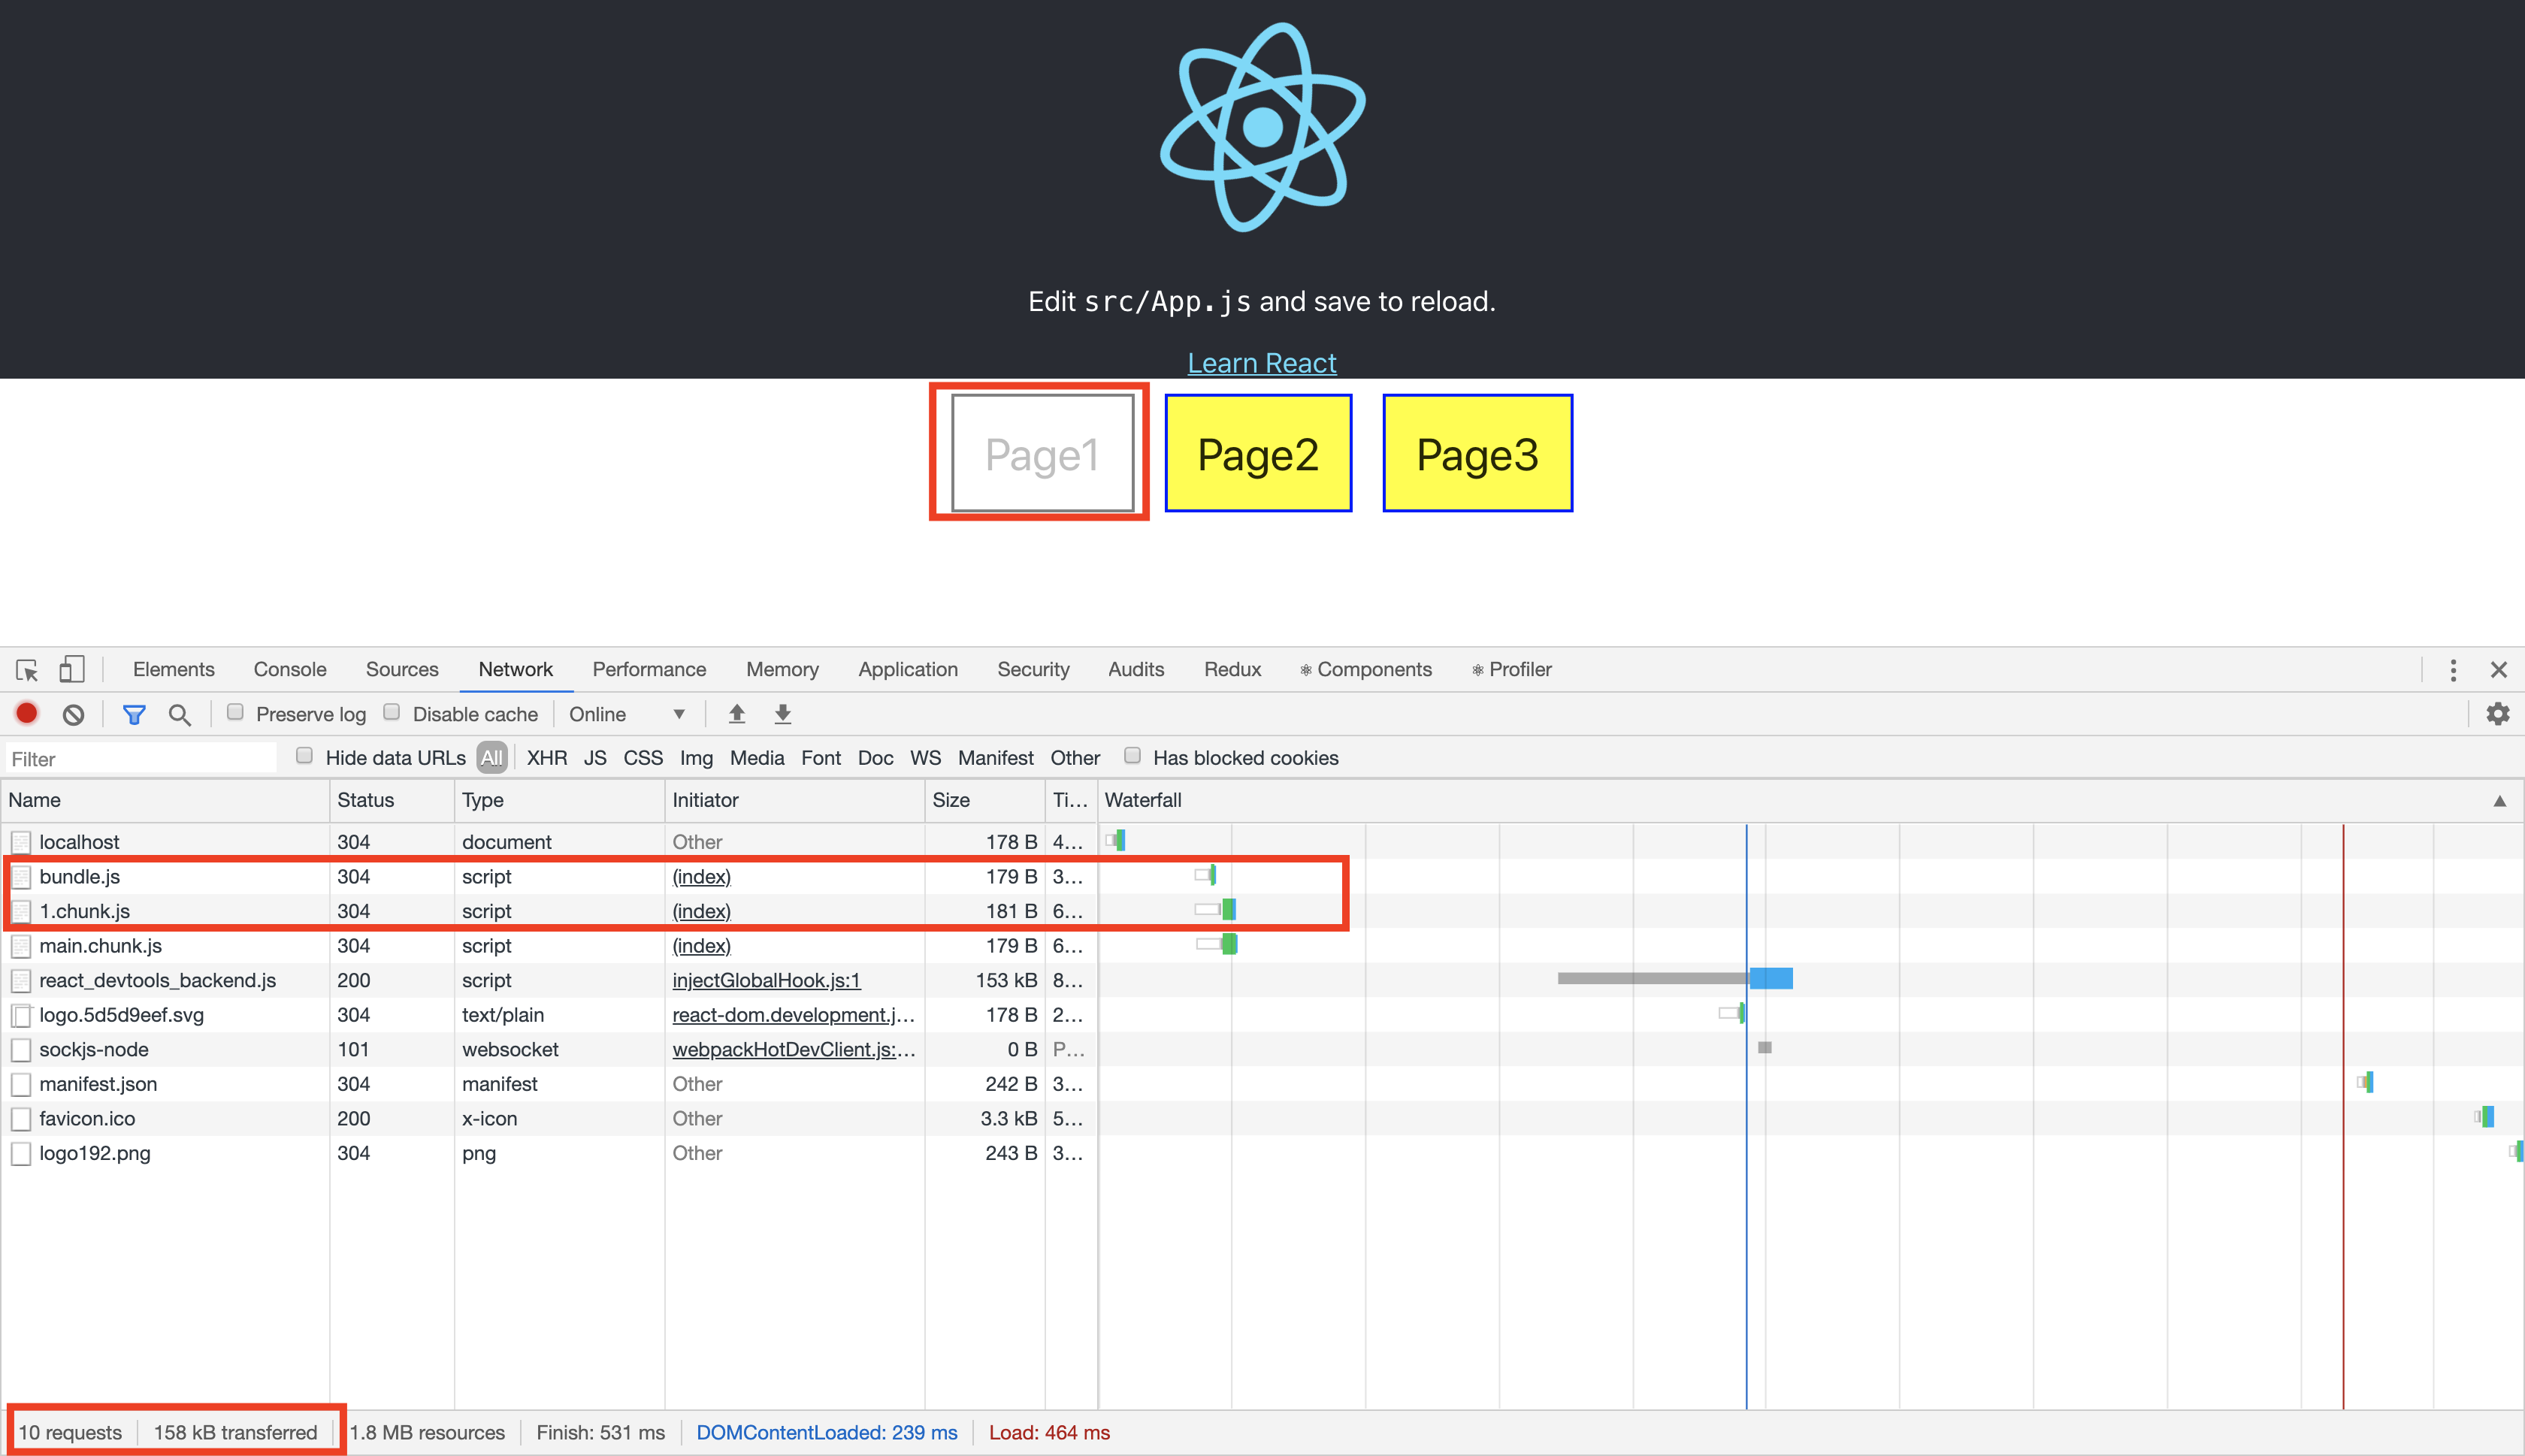 Edit src/App.js and save to reload.
Learn React
Page1 Page2 Page3
Elements Console Sources Network Performance Memory Application Security Audits Redux ⚛ Components ⚛ Profiler
Preserve log Disable cache Online
Filter Hide data URLs All XHR JS CSS Img Media Font Doc WS Manifest Other Has blocked cookies
Name Status Type Initiator Size Ti... Waterfall
localhost 304 document Other 178 B 4...
bundle.js 304 script (index) 179 B 3...
1.chunk.js 304 script (index) 181 B 6...
main.chunk.js 304 script (index) 179 B 6...
react_devtools_backend.js 200 script injectGlobalHook.js:1 153 kB 8...
logo.5d5d9eef.svg 304 text/plain react-dom.development.j... 178 B 2...
sockjs-node 101 websocket webpackHotDevClient.js:... 0 B P...
manifest.json 304 manifest Other 242 B 3...
favicon.ico 200 x-icon Other 3.3 kB 5...
logo192.png 304 png Other 243 B 3...
10 requests 158 kB transferred 1.8 MB resources Finish: 531 ms DOMContentLoaded: 239 ms Load: 464 ms